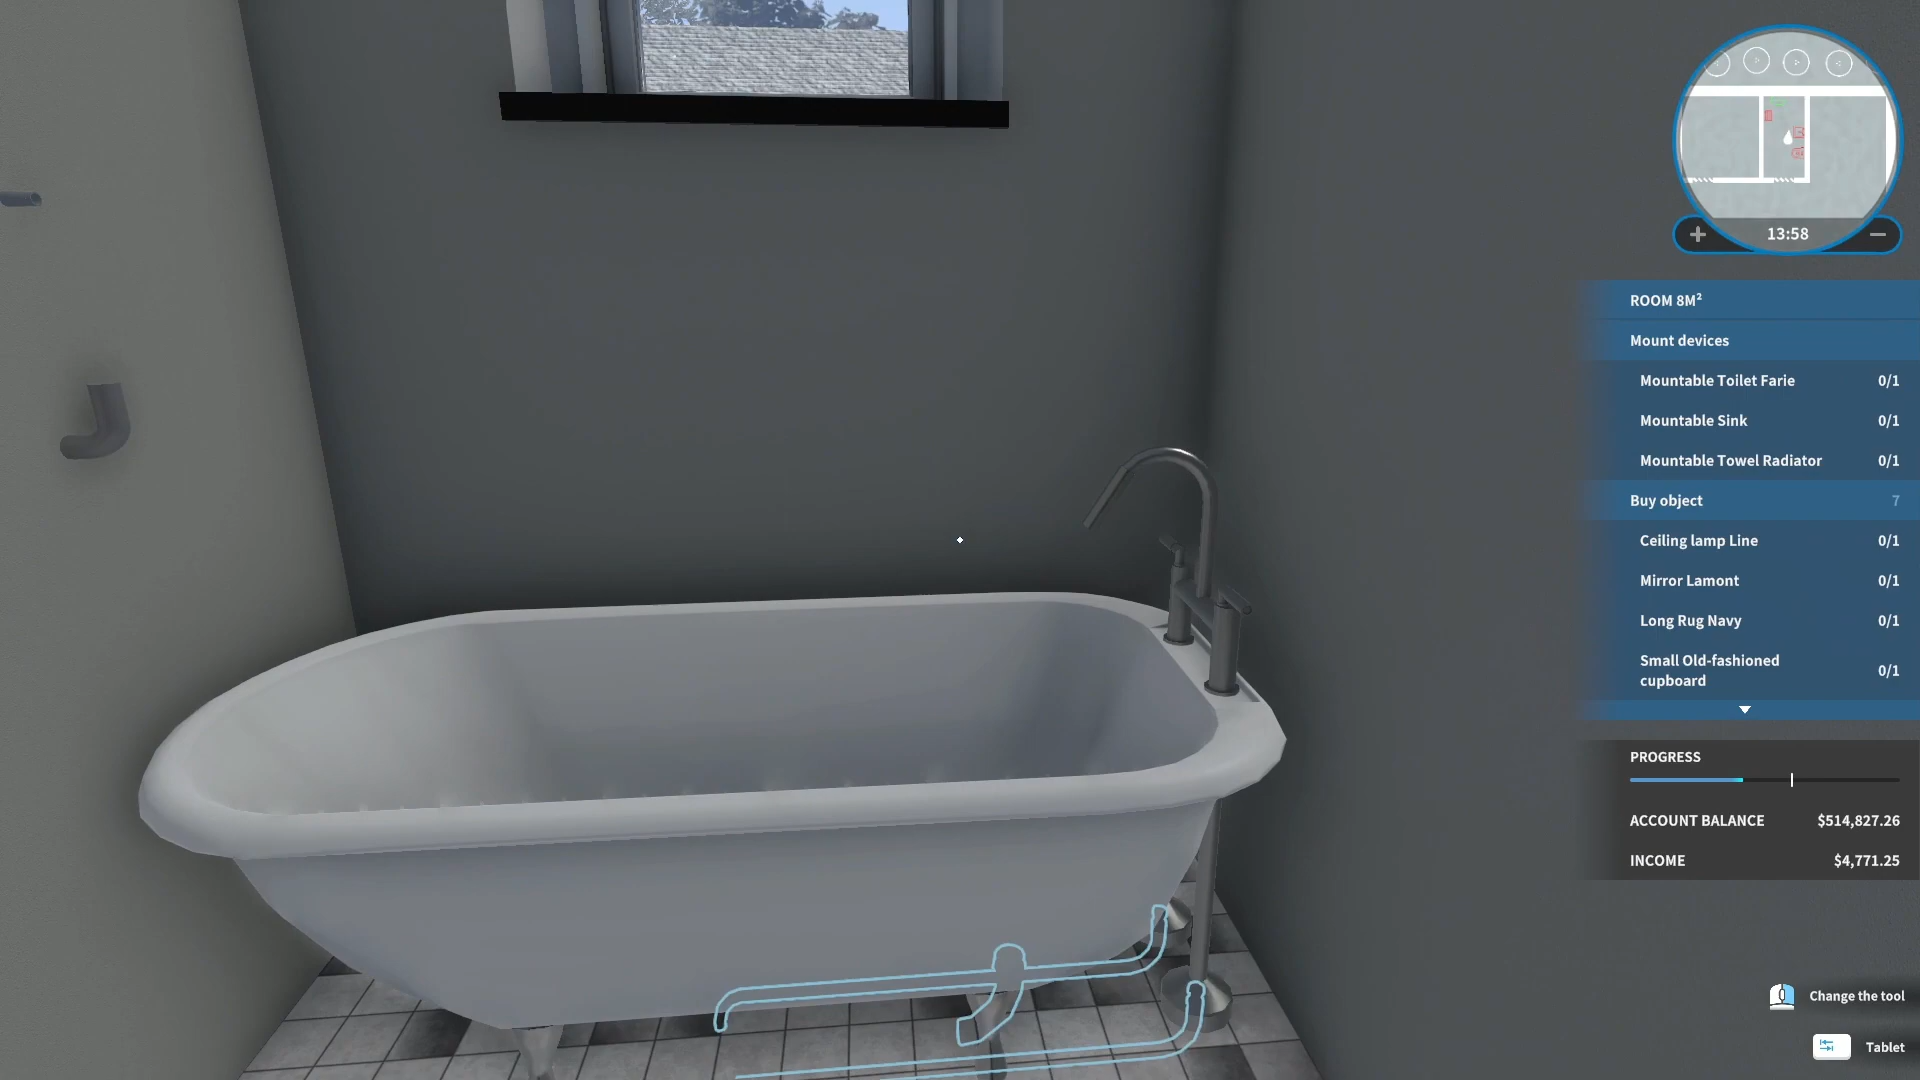 13:58
ROOM 8M²
Mount devices
Mountable Toilet Farie 0/1
Mountable Sink 0/1
Mountable Towel Radiator 0/1
Buy object 7
Ceiling lamp Line 0/1
Mirror Lamont 0/1
Long Rug Navy 0/1
Small Old-fashioned
cupboard 0/1
PROGRESS
ACCOUNT BALANCE $514,827.26
INCOME $4,771.25
Change the tool
Tablet